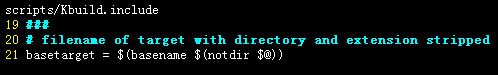 scripts/Kbuild.include
19 ###
20 # filename of target with directory and extension stripped
21 basetarget = $(basename $(notdir $@))